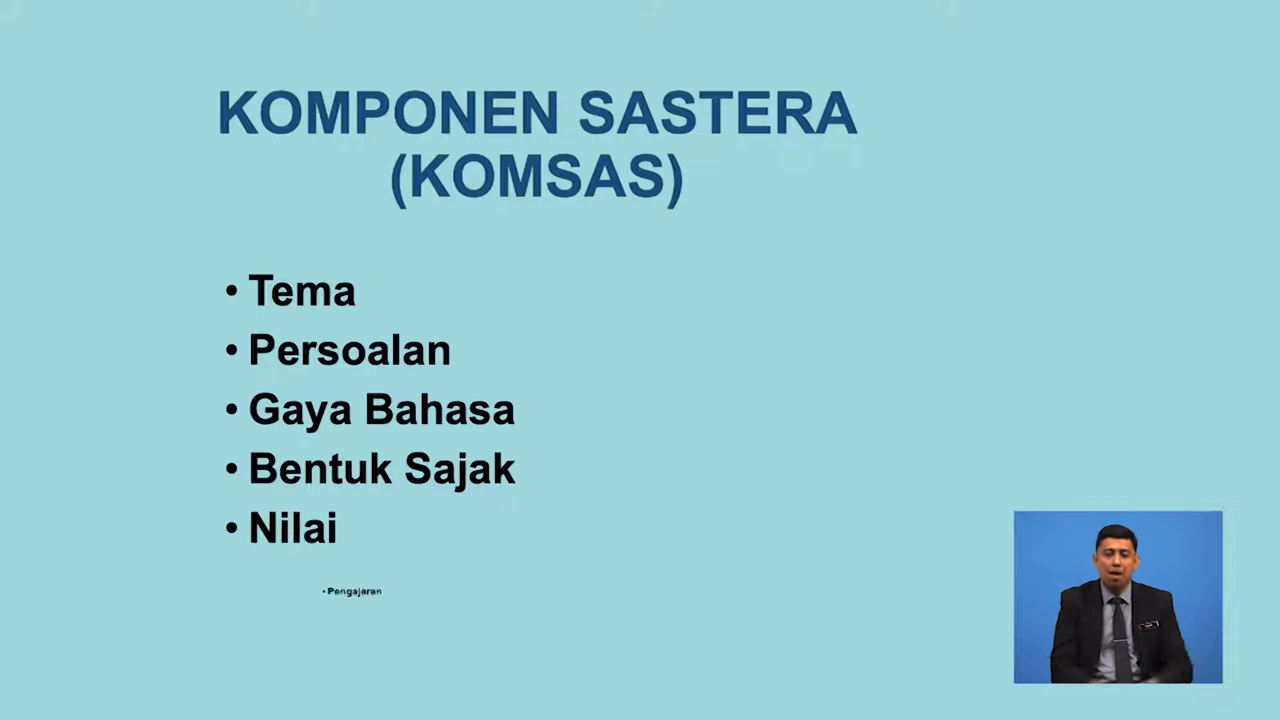 KOMPONEN SASTERA
(KOMSAS)
• Tema
• Persoalan
• Gaya Bahasa
• Bentuk Sajak
• Nilai
• Pengajaran